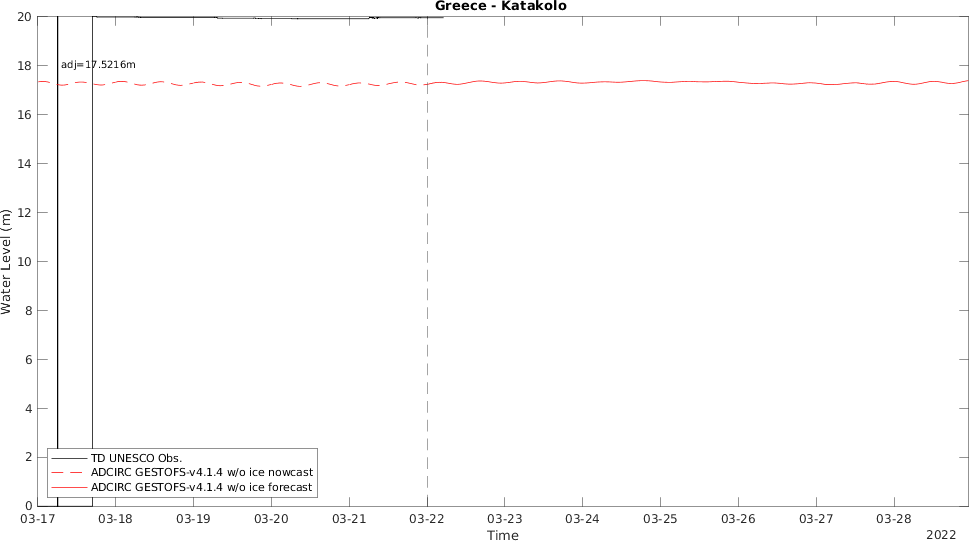 Greece - Katakolo
20
18
16
14
12
10
8
6
4
2
0
Water Level (m)
adj=17.5216m
TD UNESCO Obs.
ADCIRC GESTOFS-v4.1.4 w/o ice nowcast
ADCIRC GESTOFS-v4.1.4 w/o ice forecast
03-17 03-18 03-19 03-20 03-21 03-22 03-23 03-24 03-25 03-26 03-27 03-28
Time
2022